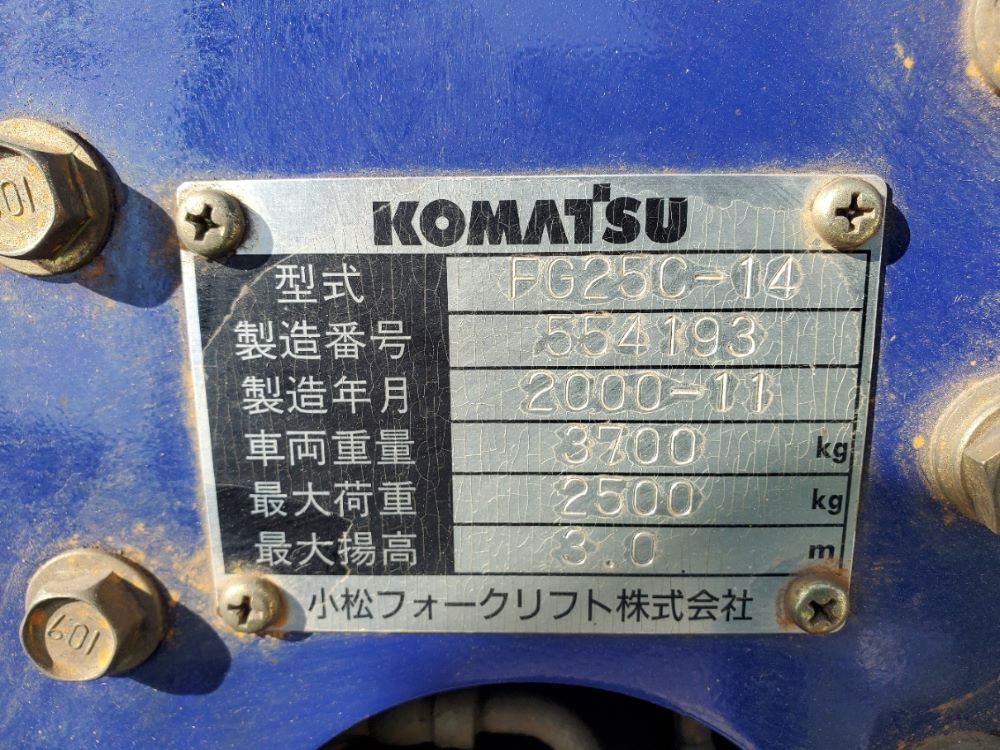 KOMATSU
型式 FG25C-14
製造番号 554193
製造年月 2000-11
車両重量 3700 kg
最大荷重 2500 kg
最大揚高 3.0 m
小松フォークリフト株式会社
10.9